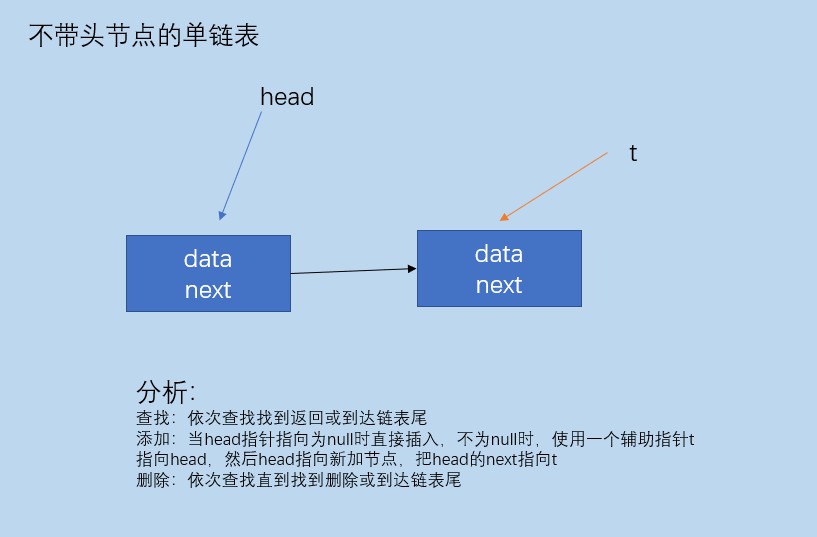 不带头节点的单链表
head
t
data
next
data
next
分析：
查找：依次查找找到返回或到达链表尾
添加：当head指针指向为null时直接插入，不为null时，使用一个辅助指针t
指向head，然后head指向新加节点，把head的next指向t
删除：依次查找直到找到删除或到达链表尾